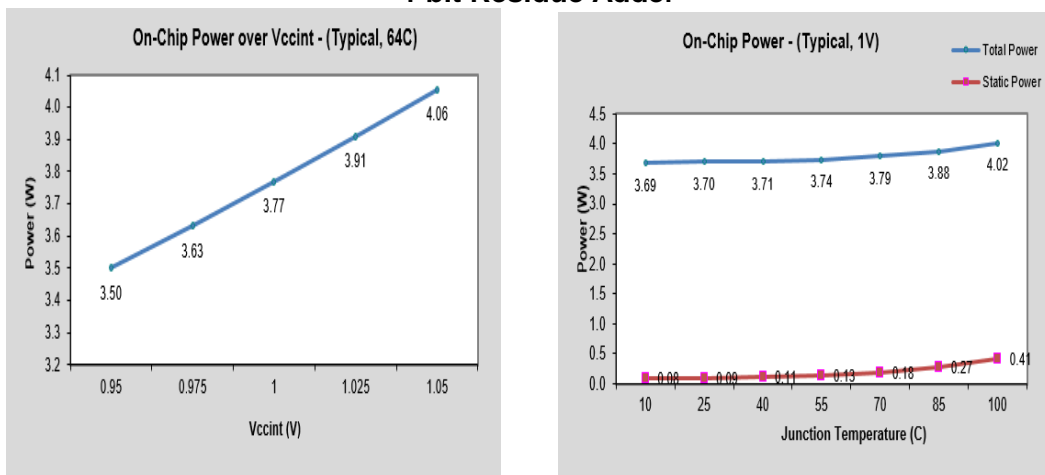 On-Chip Power over Vccint - (Typical, 64C)
4.1
4.0
3.9
3.8
3.7
3.6
3.5
3.4
3.3
3.2
Power (W)
3.50
3.63
3.77
3.91
4.06
0.95 0.975 1 1.025 1.05
Vccint (V)
On-Chip Power - (Typical, 1V)
Total Power
Static Power
4.5
4.0
3.5
3.0
2.5
2.0
1.5
1.0
0.5
0.0
Power (W)
3.69 3.70 3.71 3.74 3.79 3.88 4.02
0.08 0.09 0.11 0.13 0.18 0.27 0.41
10 25 40 55 70 85 100
Junction Temperature (C)